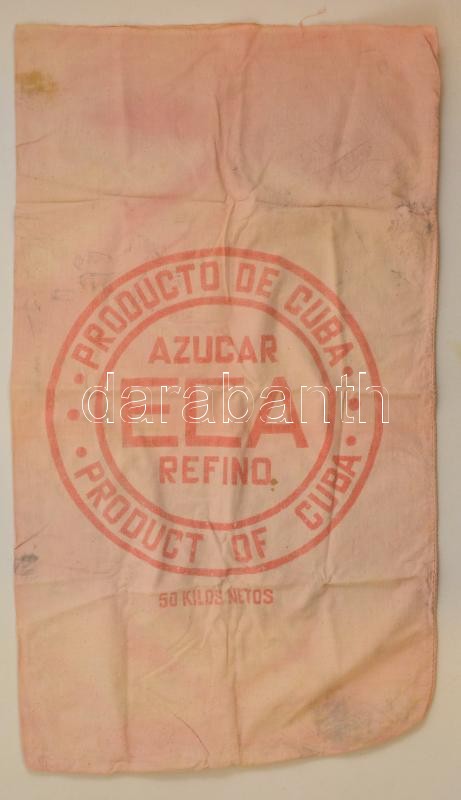 PRODUCTO DE CUBA
AZUCAR
ECA
REFINO
PRODUCT OF CUBA
50 KILOS NETOS
darabanth